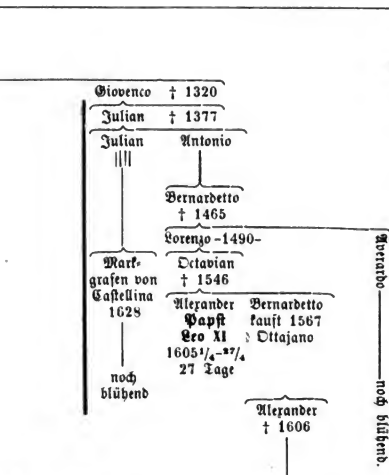 Giovenco † 1320
Julian † 1377
Julian Antonio
Bernardetto
† 1465
Lorenzo -1490-
Averardo — noch blühend.
Mark-
grafen von
Castellina
1628
noch
blühend
Octavian
† 1546
Alexander
Papst
Leo XI
1605¹/₄-²⁷/₄
27 Tage
Bernardetto
kauft 1567
Ottajano
Alexander
† 1606